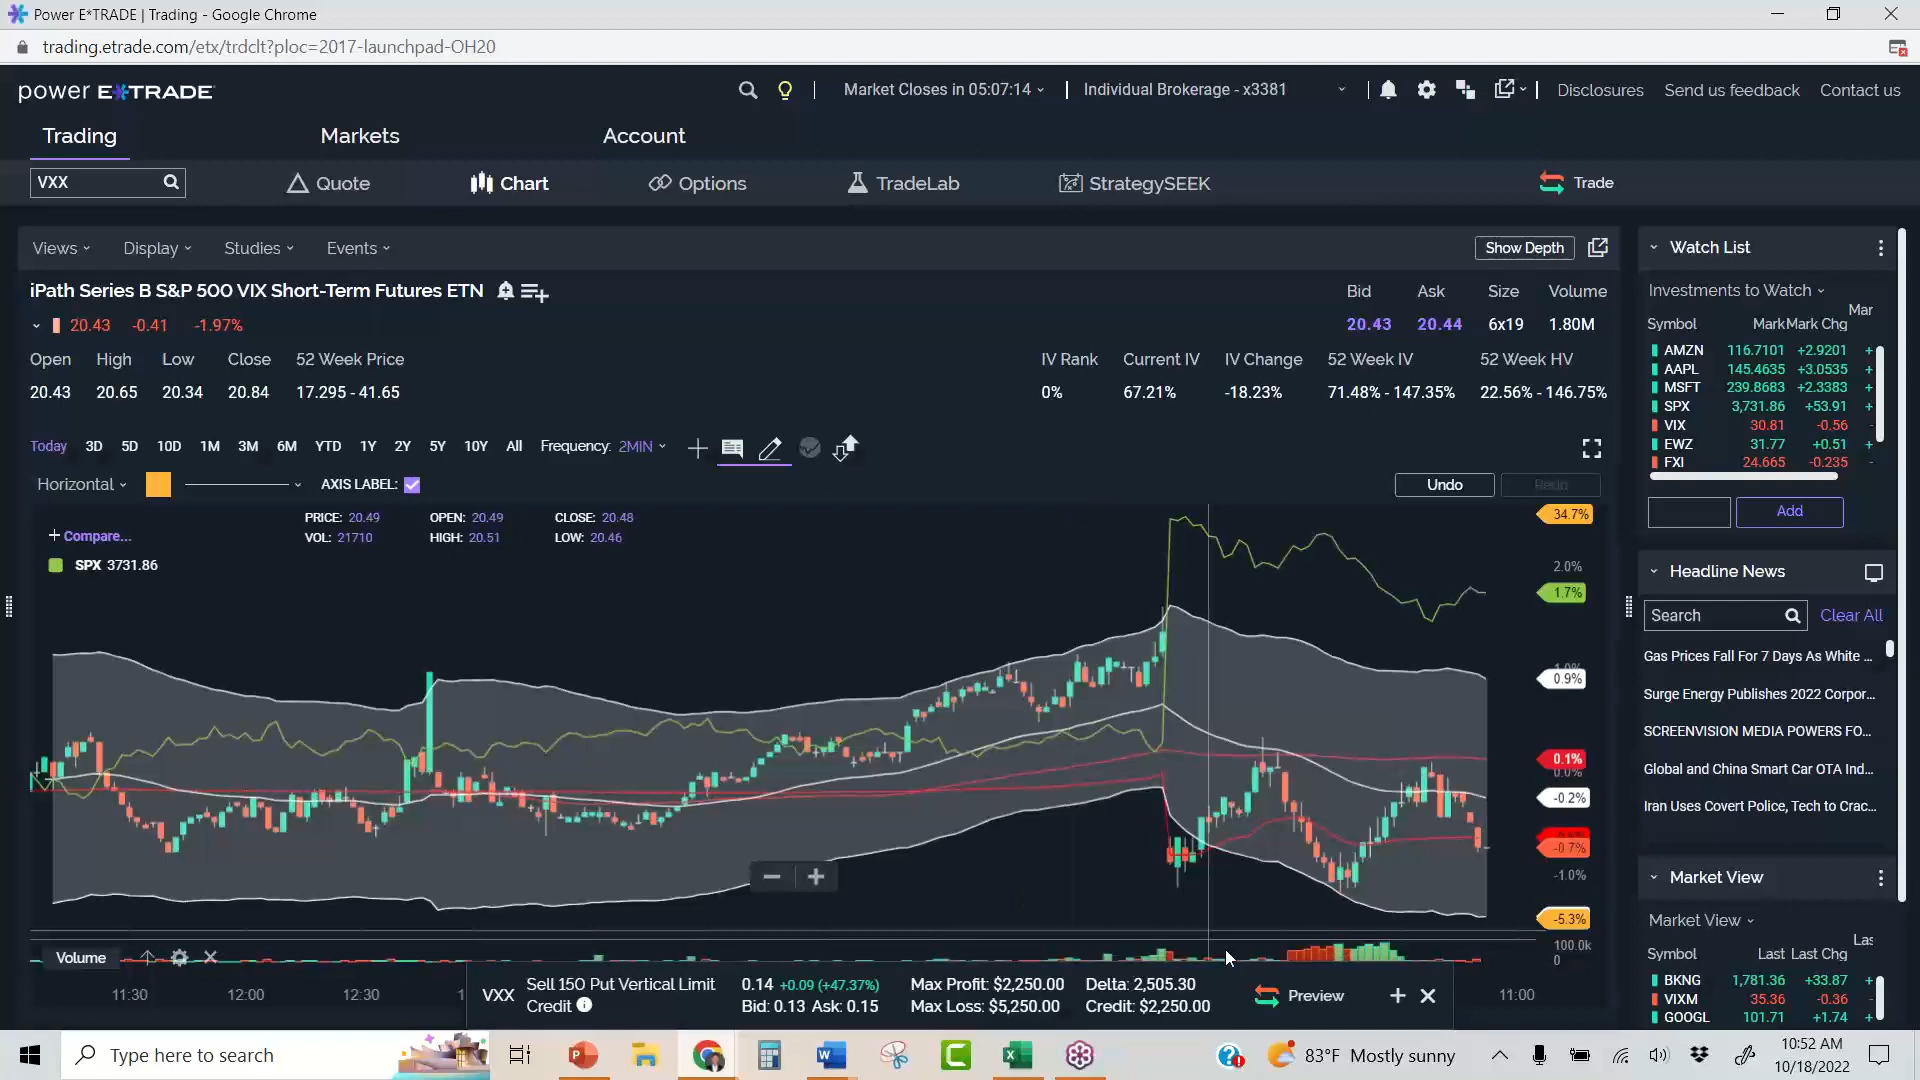 Power E*TRADE | Trading - Google Chrome
trading.etrade.com/etx/trdclt?ploc=2017-launchpad-OH20
power E*TRADE
Market Closes in 05:07:14
Individual Brokerage - x3381
Disclosures
Send us feedback
Contact us
Trading
Markets
Account
VXX
Quote
Chart
Options
TradeLab
StrategySEEK
Trade
Views
Display
Studies
Events
Show Depth
iPath Series B S&P 500 VIX Short-Term Futures ETN
Bid Ask Size Volume
20.43 -0.41 -1.97%
20.43 20.44 6x19 1.80M
Open High Low Close 52 Week Price
IV Rank Current IV IV Change 52 Week IV 52 Week HV
20.43 20.65 20.34 20.84 17.295 - 41.65
0% 67.21% -18.23% 71.48% - 147.35% 22.56% - 146.75%
Today 3D 5D 10D 1M 3M 6M YTD 1Y 2Y 5Y 10Y All Frequency: 2MIN
Horizontal
AXIS LABEL:
Undo
Redo
PRICE: 20.49 OPEN: 20.49 CLOSE: 20.48
VOL: 21710 HIGH: 20.51 LOW: 20.46
Compare...
SPX 3731.86
34.7%
2.0%
1.7%
1.0%
0.9%
0.1%
0.0%
-0.2%
-0.7%
-1.0%
-5.3%
100.0k
0
Volume
11:30 12:00 12:30 1
11:00
VXX
Sell 150 Put Vertical Limit
Credit
0.14 +0.09 (+47.37%)
Bid: 0.13 Ask: 0.15
Max Profit: $2,250.00
Max Loss: $5,250.00
Delta: 2,505.30
Credit: $2,250.00
Preview
Watch List
Investments to Watch
Mar
Symbol Mark Mark Chg
AMZN 116.7101 +2.9201 +
AAPL 145.4635 +3.0535 +
MSFT 239.8683 +2.3383 +
SPX 3,731.86 +53.91 +
VIX 30.81 -0.56 -
EWZ 31.77 +0.51 +
FXI 24.665 -0.235 -
Add
Headline News
Search
Clear All
Gas Prices Fall For 7 Days As White ...
Surge Energy Publishes 2022 Corpor...
SCREENVISION MEDIA POWERS FO...
Global and China Smart Car OTA Ind...
Iran Uses Covert Police, Tech to Crac...
Market View
Market View
Las
Symbol Last Last Chg
BKNG 1,781.36 +33.87 +
VIXM 35.36 -0.36 -
GOOGL 101.71 +1.74 +
Type here to search
83°F Mostly sunny
10:52 AM
10/18/2022